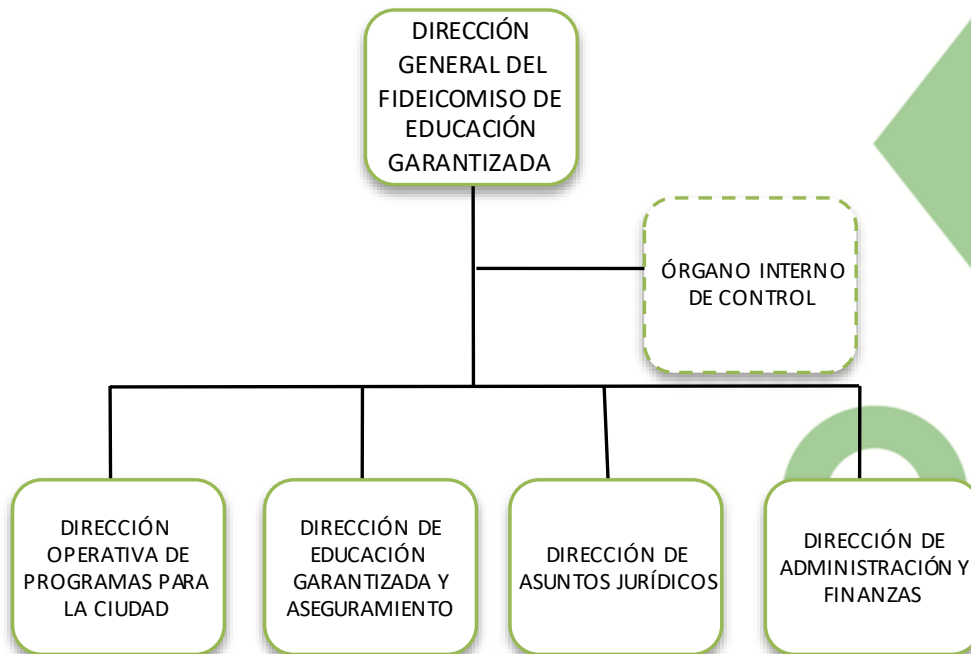 DIRECCIÓN
GENERAL DEL
FIDEICOMISO DE
EDUCACIÓN
GARANTIZADA
ÓRGANO INTERNO
DE CONTROL
DIRECCIÓN
OPERATIVA DE
PROGRAMAS PARA
LA CIUDAD
DIRECCIÓN DE
EDUCACIÓN
GARANTIZADA Y
ASEGURAMIENTO
DIRECCIÓN DE
ASUNTOS JURÍDICOS
DIRECCIÓN DE
ADMINISTRACIÓN Y
FINANZAS